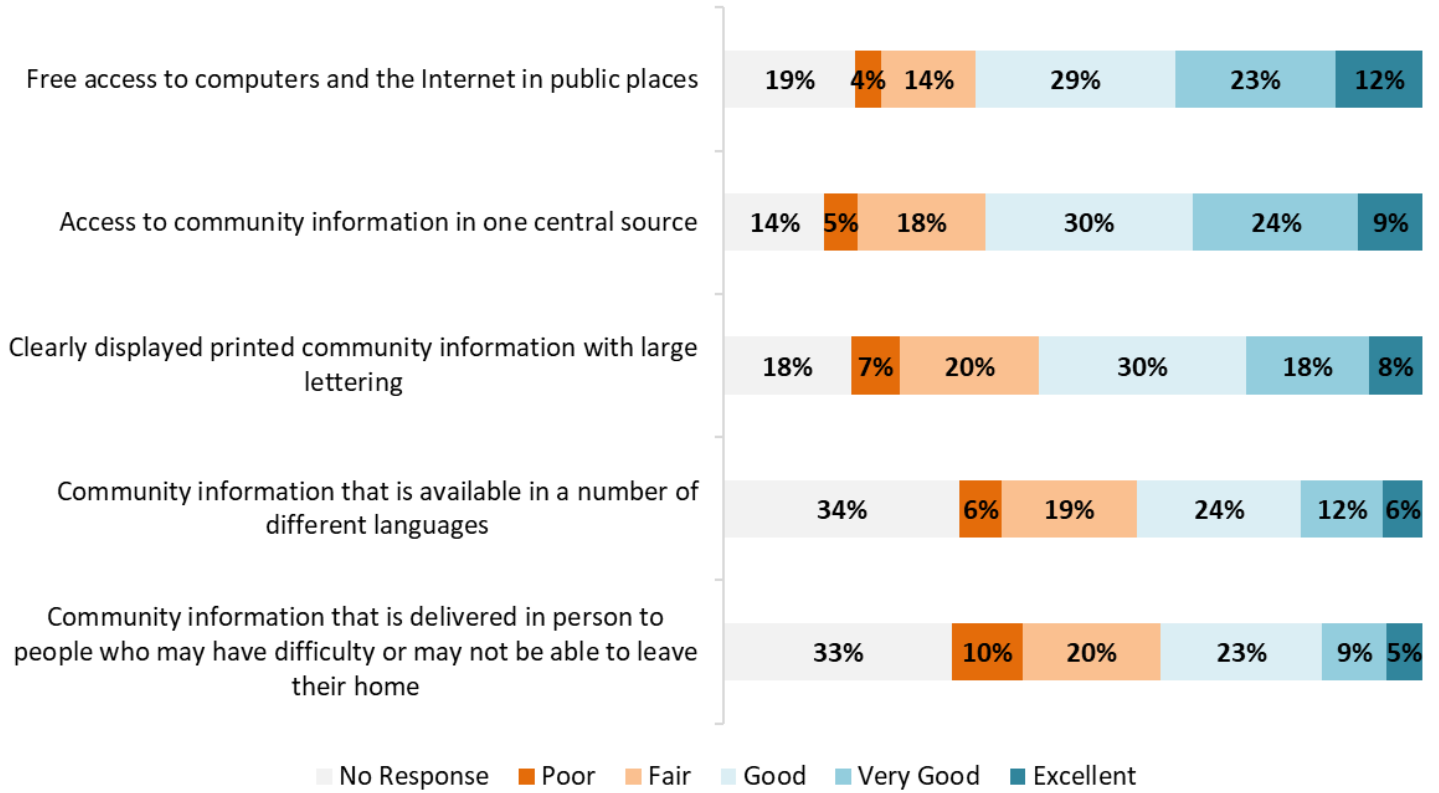 Free access to computers and the Internet in public places
19% 4% 14% 29% 23% 12%
Access to community information in one central source
14% 5% 18% 30% 24% 9%
Clearly displayed printed community information with large
lettering
18% 7% 20% 30% 18% 8%
Community information that is available in a number of
different languages
34% 6% 19% 24% 12% 6%
Community information that is delivered in person to
people who may have difficulty or may not be able to leave
their home
33% 10% 20% 23% 9% 5%
No Response Poor Fair Good Very Good Excellent